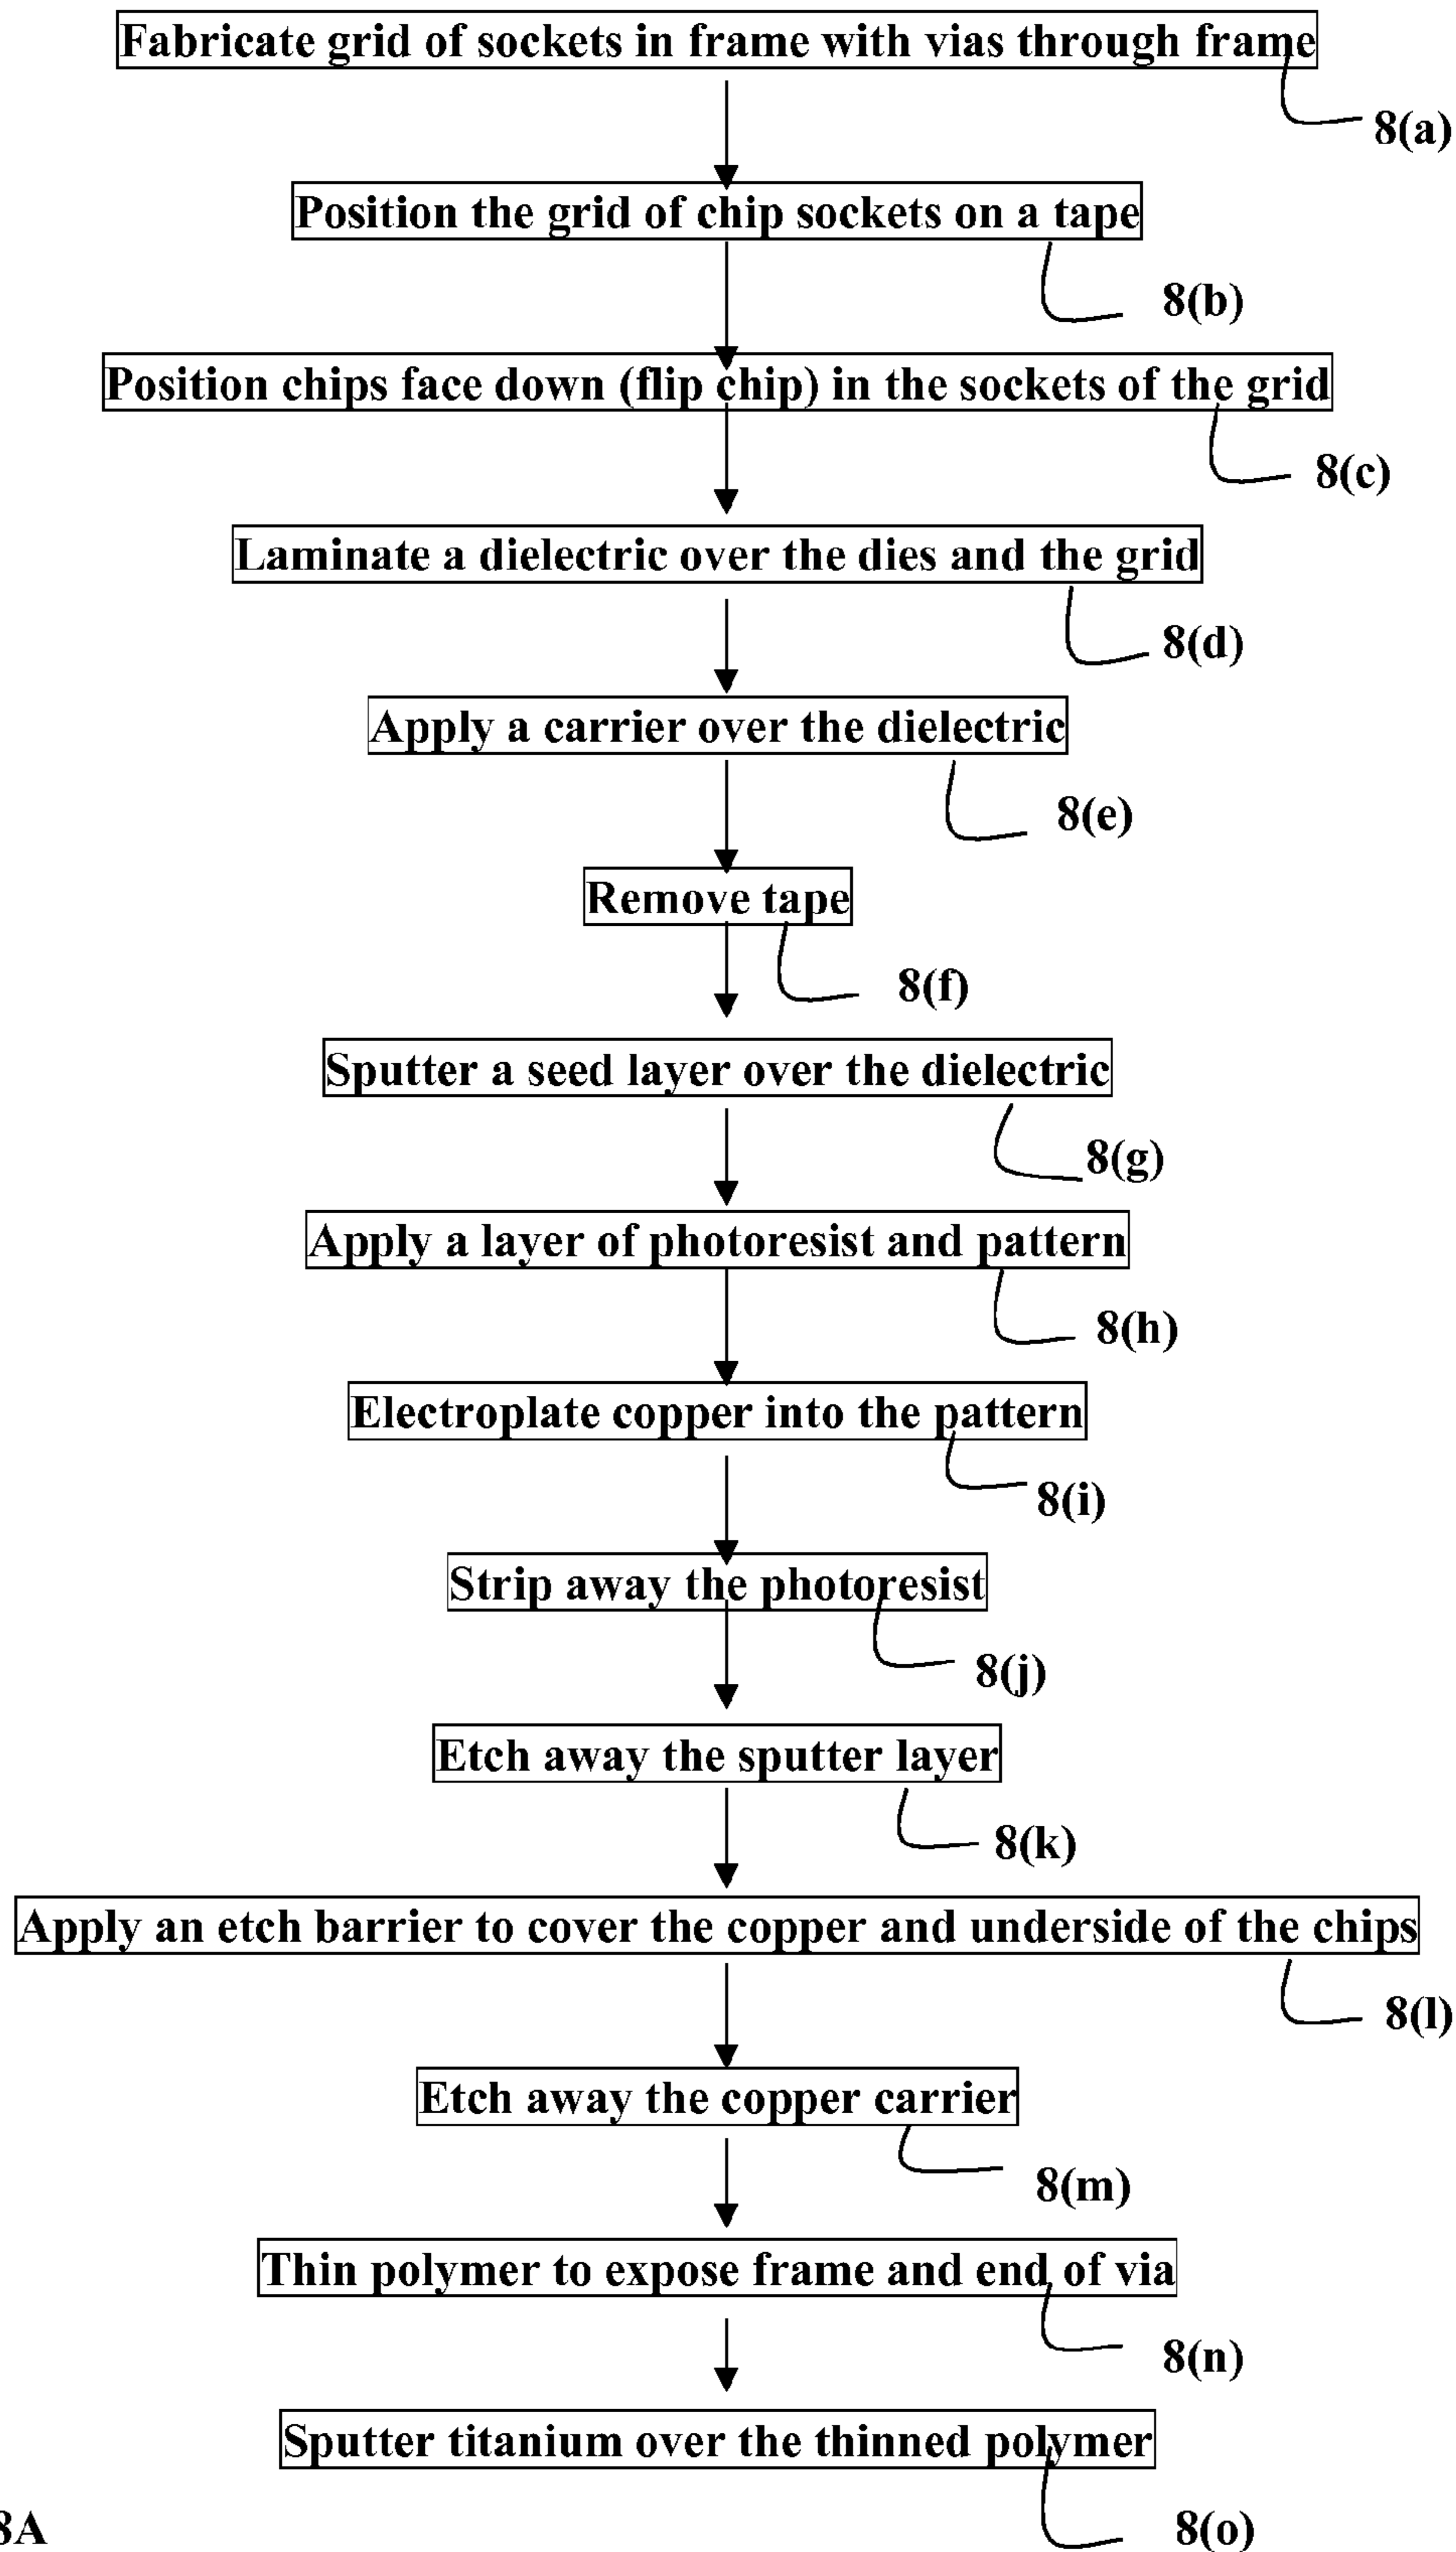 Fabricate grid of sockets in frame with vias through frame
8(a)
Position the grid of chip sockets on a tape
8(b)
Position chips face down (flip chip) in the sockets of the grid
8(c)
Laminate a dielectric over the dies and the grid
8(d)
Apply a carrier over the dielectric
8(e)
Remove tape
8(f)
Sputter a seed layer over the dielectric
8(g)
Apply a layer of photoresist and pattern
8(h)
Electroplate copper into the pattern
8(i)
Strip away the photoresist
8(j)
Etch away the sputter layer
8(k)
Apply an etch barrier to cover the copper and underside of the chips
8(l)
Etch away the copper carrier
8(m)
Thin polymer to expose frame and end of via
8(n)
Sputter titanium over the thinned polymer
8(o)
8A